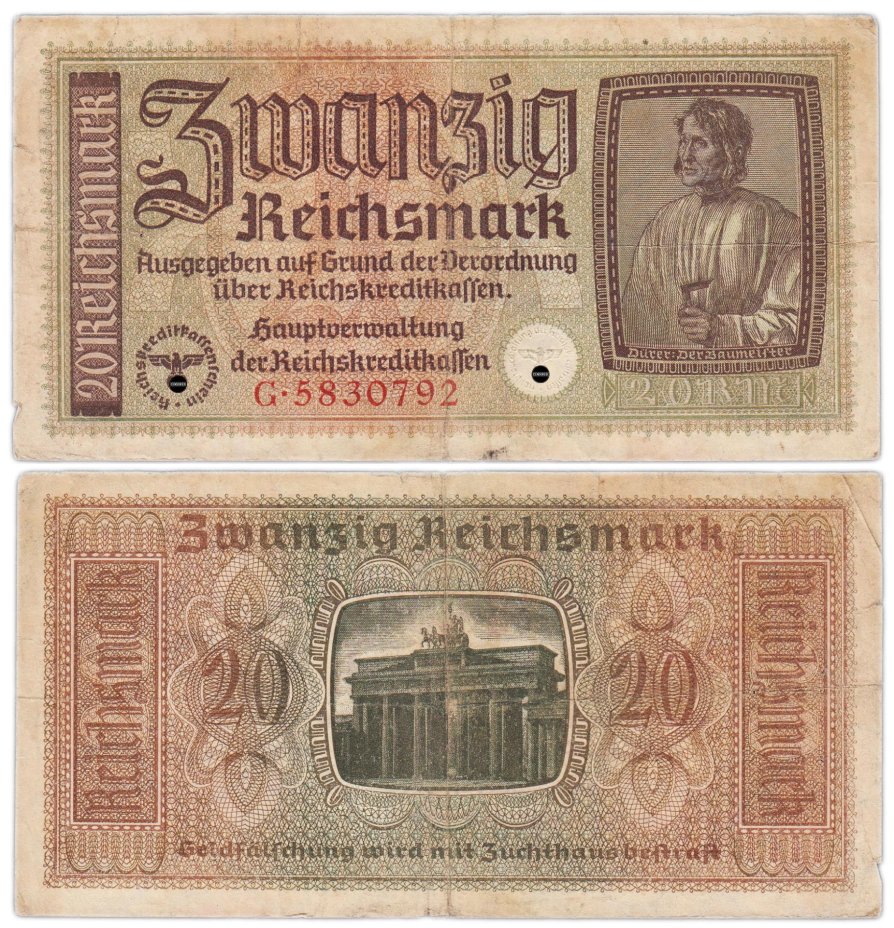 20 Reichsmark
Zwanzig
Reichsmark
Ausgegeben auf Grund der Verordnung
über Reichskreditkassen.
Hauptverwaltung
der Reichskreditkassen
G·5830792
Reichskreditkassenschein
Dürer: Der Baumeister
20 RM
Zwanzig Reichsmark
Reichsmark
20
20
Reichsmark
Geldfälschung wird mit Zuchthaus bestraft